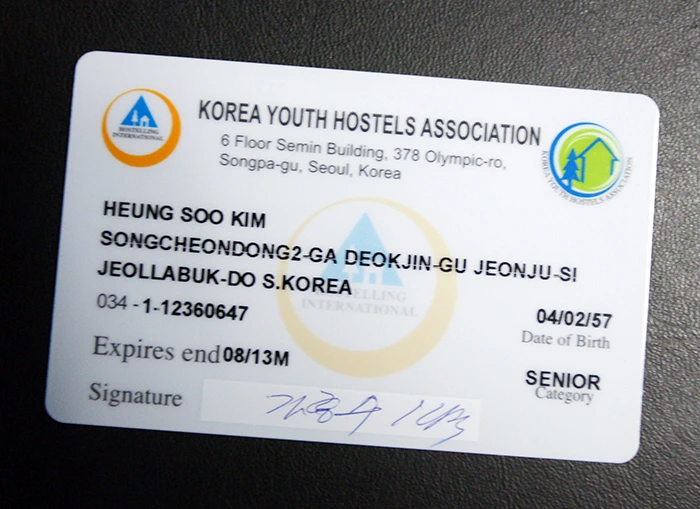 HOSTELLING
INTERNATIONAL
KOREA YOUTH HOSTELS ASSOCIATION
6 Floor Semin Building, 378 Olympic-ro,
Songpa-gu, Seoul, Korea
KOREA YOUTH HOSTELS ASSOCIATION
HEUNG SOO KIM
SONGCHEONDONG2-GA DEOKJIN-GU JEONJU-SI
JEOLLABUK-DO S.KOREA
HOSTELLING
INTERNATIONAL
034 -1-12360647
04/02/57
Date of Birth
Expires end08/13M
SENIOR
Category
Signature